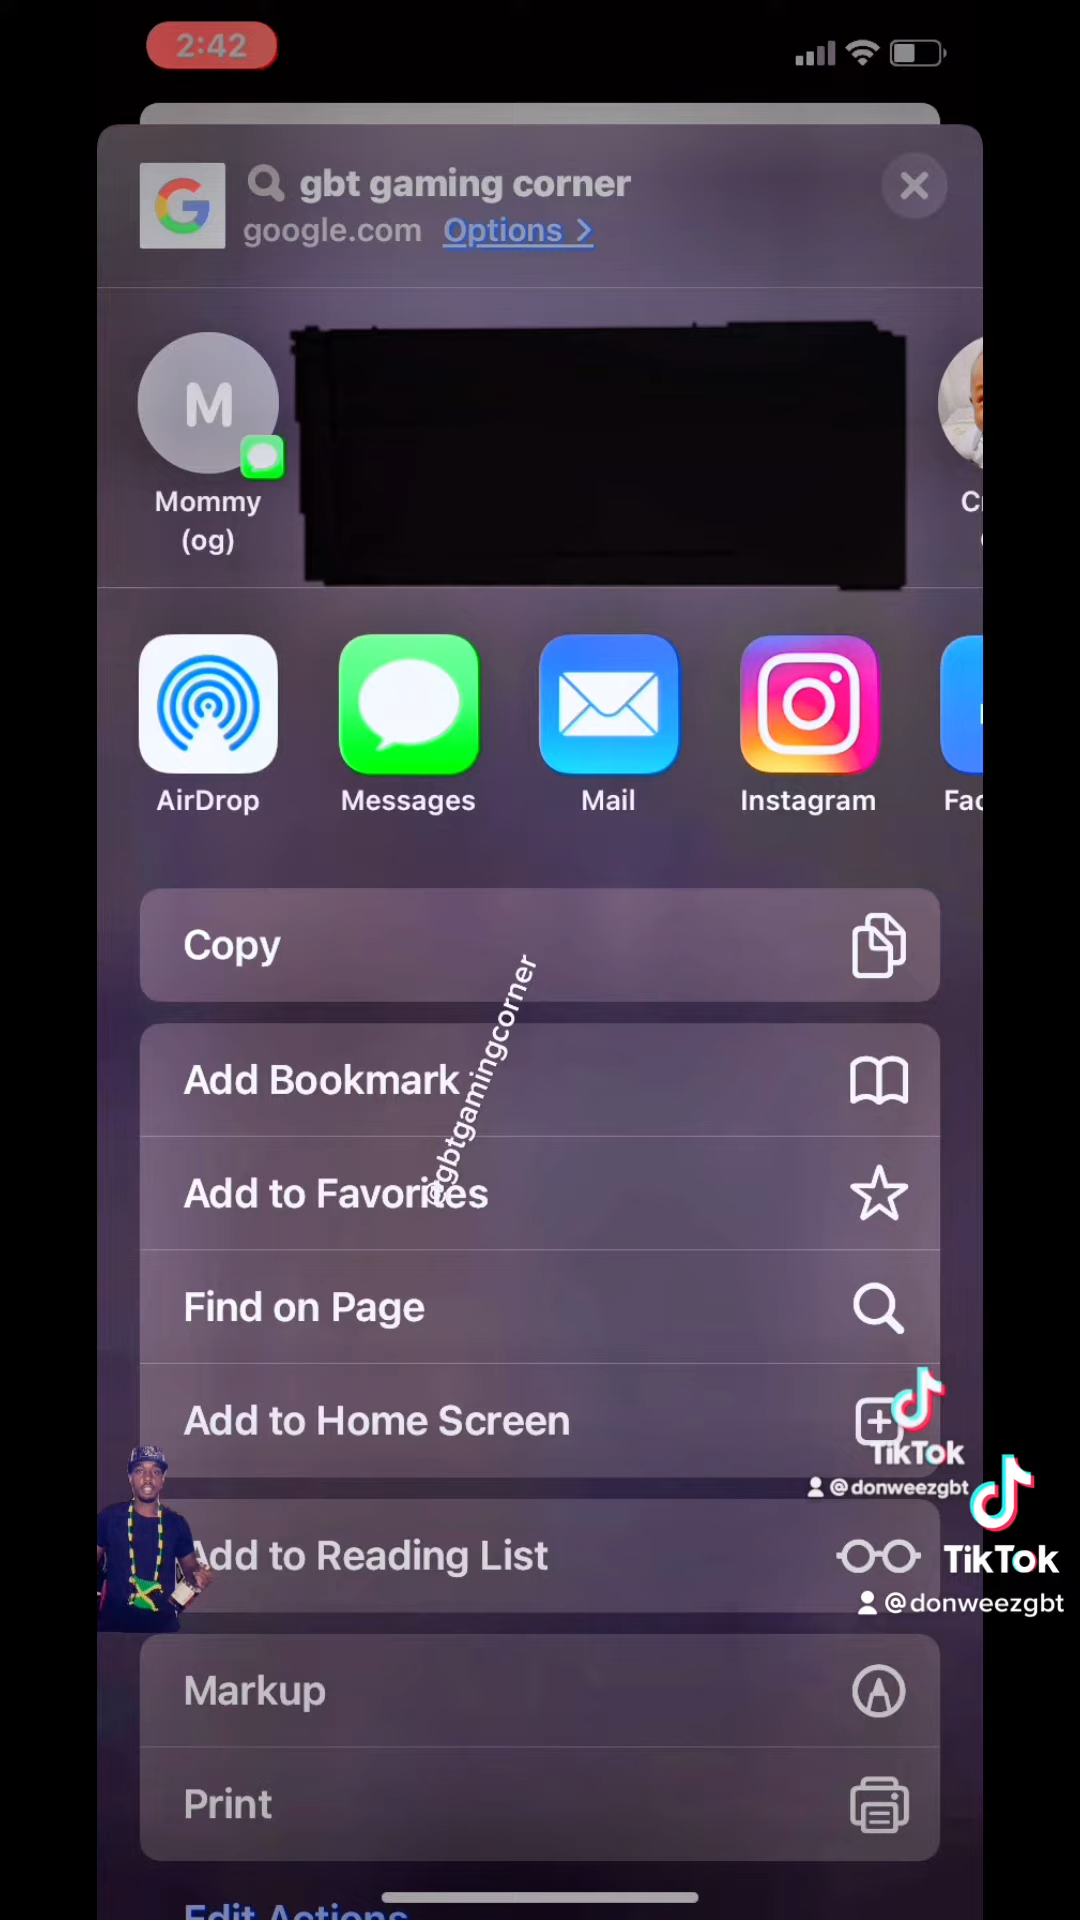 2:42
gbt gaming corner
google.com Options >
M
Mommy
(og)
AirDrop
Messages
Mail
Instagram
Copy
@gbtgamingcorner
Add Bookmark
Add to Favorites
Find on Page
Add to Home Screen
TikTok
@donweezgbt
Add to Reading List
TikTok
@donweezgbt
Markup
Print
Edit Actions